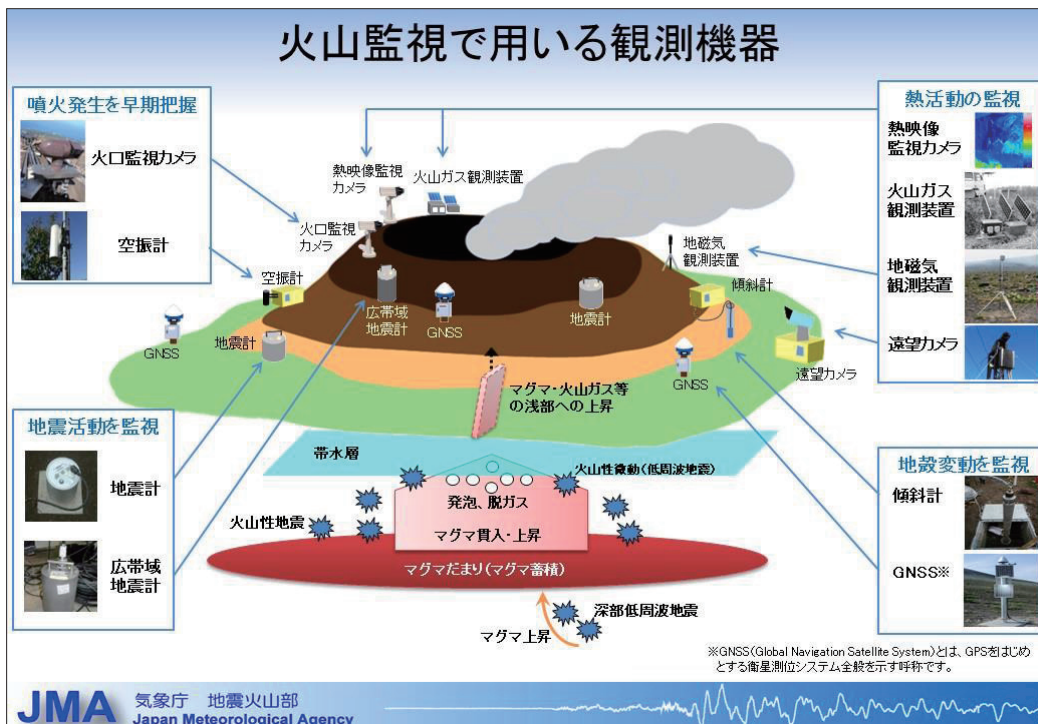 火山監視で用いる観測機器
噴火発生を早期把握
火口監視カメラ
空振計
熱活動の監視
熱映像
監視カメラ
火山ガス
観測装置
地磁気
観測装置
遠望カメラ
熱映像監視
カメラ
火山ガス観測装置
火口監視
カメラ
地磁気
観測装置
空振計
傾斜計
広帯域
地震計
GNSS
地震計
GNSS
地震計
GNSS
遠望カメラ
マグマ・火山ガス等
の浅部への上昇
地震活動を監視
地震計
広帯域
地震計
帯水層
火山性微動(低周波地震)
発泡、脱ガス
火山性地震
マグマ貫入・上昇
マグマだまり(マグマ蓄積)
深部低周波地震
マグマ上昇
地殻変動を監視
傾斜計
GNSS※
※GNSS(Global Navigation Satellite System)とは、GPSをはじめ
とする衛星測位システム全般を示す呼称です。
JMA
気象庁 地震火山部
Japan Meteorological Agency